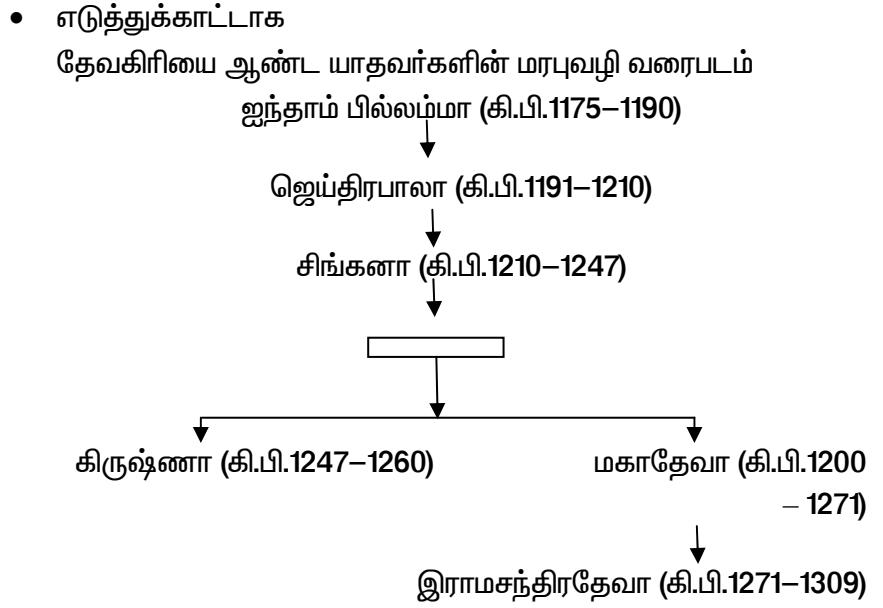 • எடுத்துக்காட்டாக
தேவகிரியை ஆண்ட யாதவர்களின் மரபுவழி வரைபடம்
ஐந்தாம் பில்லம்மா (கி.பி.1175–1190)
ஜெய்திரபாலா (கி.பி.1191–1210)
சிங்கனா (கி.பி.1210–1247)
கிருஷ்ணா (கி.பி.1247–1260) மகாதேவா (கி.பி.1200
– 1271)
இராமசந்திரதேவா (கி.பி.1271–1309)